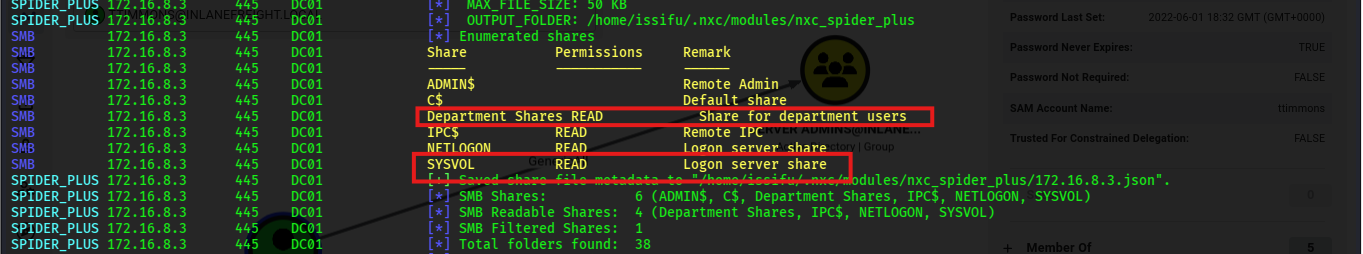 SPIDER_PLUS 172.16.8.3 445 DC01 [*] MAX_FILE_SIZE: 50 KB
SPIDER_PLUS 172.16.8.3 445 DC01 [*] OUTPUT_FOLDER: /home/issifu/.nxc/modules/nxc_spider_plus
SMB 172.16.8.3 445 DC01 [*] Enumerated shares
SMB 172.16.8.3 445 DC01 Share Permissions Remark
SMB 172.16.8.3 445 DC01 ----- ----------- ------
SMB 172.16.8.3 445 DC01 ADMIN$ Remote Admin
SMB 172.16.8.3 445 DC01 C$ Default share
SMB 172.16.8.3 445 DC01 Department Shares READ Share for department users
SMB 172.16.8.3 445 DC01 IPC$ READ Remote IPC
SMB 172.16.8.3 445 DC01 NETLOGON READ Logon server share
SMB 172.16.8.3 445 DC01 SYSVOL READ Logon server share
SPIDER_PLUS 172.16.8.3 445 DC01 [+] Saved share-file metadata to "/home/issifu/.nxc/modules/nxc_spider_plus/172.16.8.3.json".
SPIDER_PLUS 172.16.8.3 445 DC01 [*] SMB Shares: 6 (ADMIN$, C$, Department Shares, IPC$, NETLOGON, SYSVOL)
SPIDER_PLUS 172.16.8.3 445 DC01 [*] SMB Readable Shares: 4 (Department Shares, IPC$, NETLOGON, SYSVOL)
SPIDER_PLUS 172.16.8.3 445 DC01 [*] SMB Filtered Shares: 1
SPIDER_PLUS 172.16.8.3 445 DC01 [*] Total folders found: 38
Password Last Set: 2022-06-01 18:32 GMT (GMT+0000)
Password Never Expires: TRUE
Password Not Required: FALSE
SAM Account Name: ttimmons
Trusted For Constrained Delegation: FALSE
0
+ Member Of 5